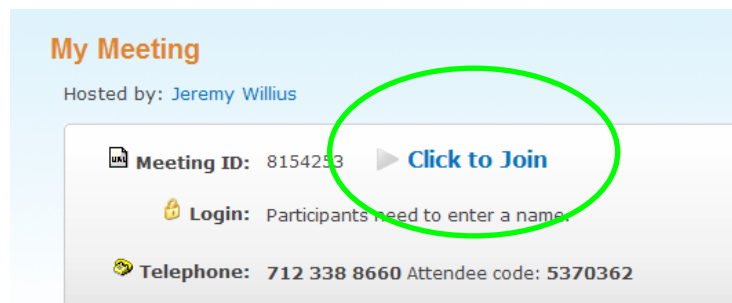 My Meeting
Hosted by: Jeremy Willius
URL Meeting ID: 8154253 Click to Join
Login: Participants need to enter a name.
Telephone: 712 338 8660 Attendee code: 5370362